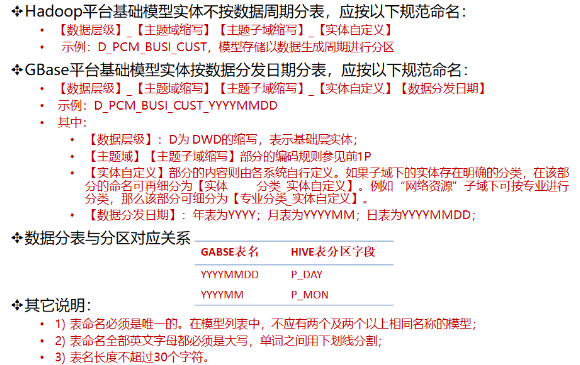 ❖Hadoop平台基础模型实体不按数据周期分表，应按以下规范命名：
• 【数据层级】_【主题域缩写】【主题子域缩写】_【实体自定义】
• 示例：D_PCM_BUSI_CUST，模型存储以数据生成周期进行分区
❖GBase平台基础模型实体按数据分发日期分表，应按以下规范命名：
• 【数据层级】_【主题域缩写】【主题子域缩写】_【实体自定义】【数据分发日期】
• 示例：D_PCM_BUSI_CUST_YYYYMMDD
• 其中：
• 【数据层级】：D为 DWD的缩写，表示基础层实体；
• 【主题域】【主题子域缩写】部分的编码规则参见前1P
• 【实体自定义】部分的内容则由各系统自行定义。如果子域下的实体存在明确的分类，在该部
分的命名可再细分为【实体 分类_实体自定义】。例如“网络资源”子域下可按专业进行
分类，那么该部分可细分为【专业分类_实体自定义】。
• 【数据分发日期】：年表为YYYY；月表为YYYYMM；日表为YYYYMMDD；
❖数据分表与分区对应关系
GABSE表名 HIVE表分区字段
YYYYMMDD P_DAY
YYYYMM P_MON
❖其它说明：
• 1) 表命名必须是唯一的。在模型列表中，不应有两个及两个以上相同名称的模型；
• 2) 表命名全部英文字母都必须是大写，单词之间用下划线分割；
• 3) 表名长度不超过30个字符。